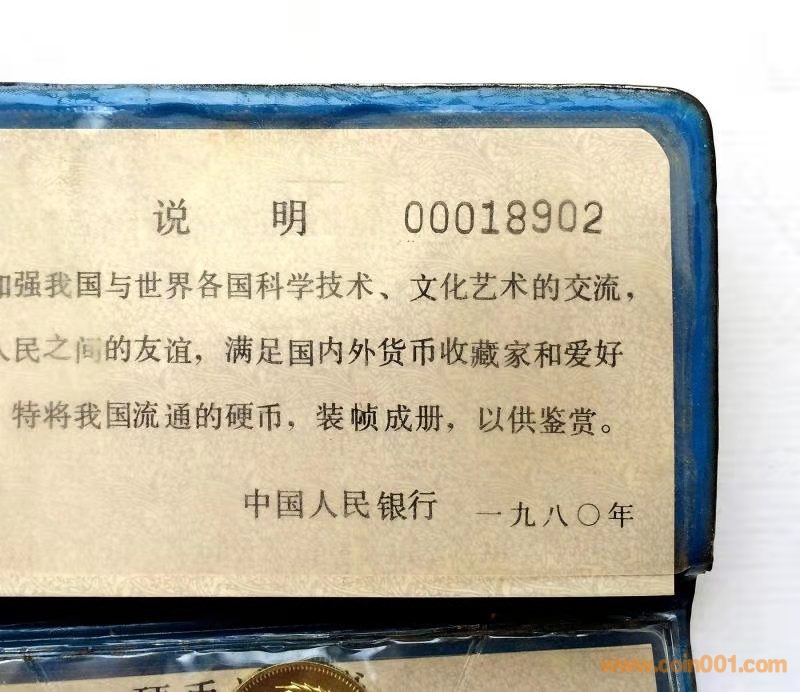 说 明 00018902
加强我国与世界各国科学技术、文化艺术的交流，
人民之间的友谊，满足国内外货币收藏家和爱好
特将我国流通的硬币，装帧成册，以供鉴赏。
中国人民银行 一九八〇年
硬币
www.coin001.com